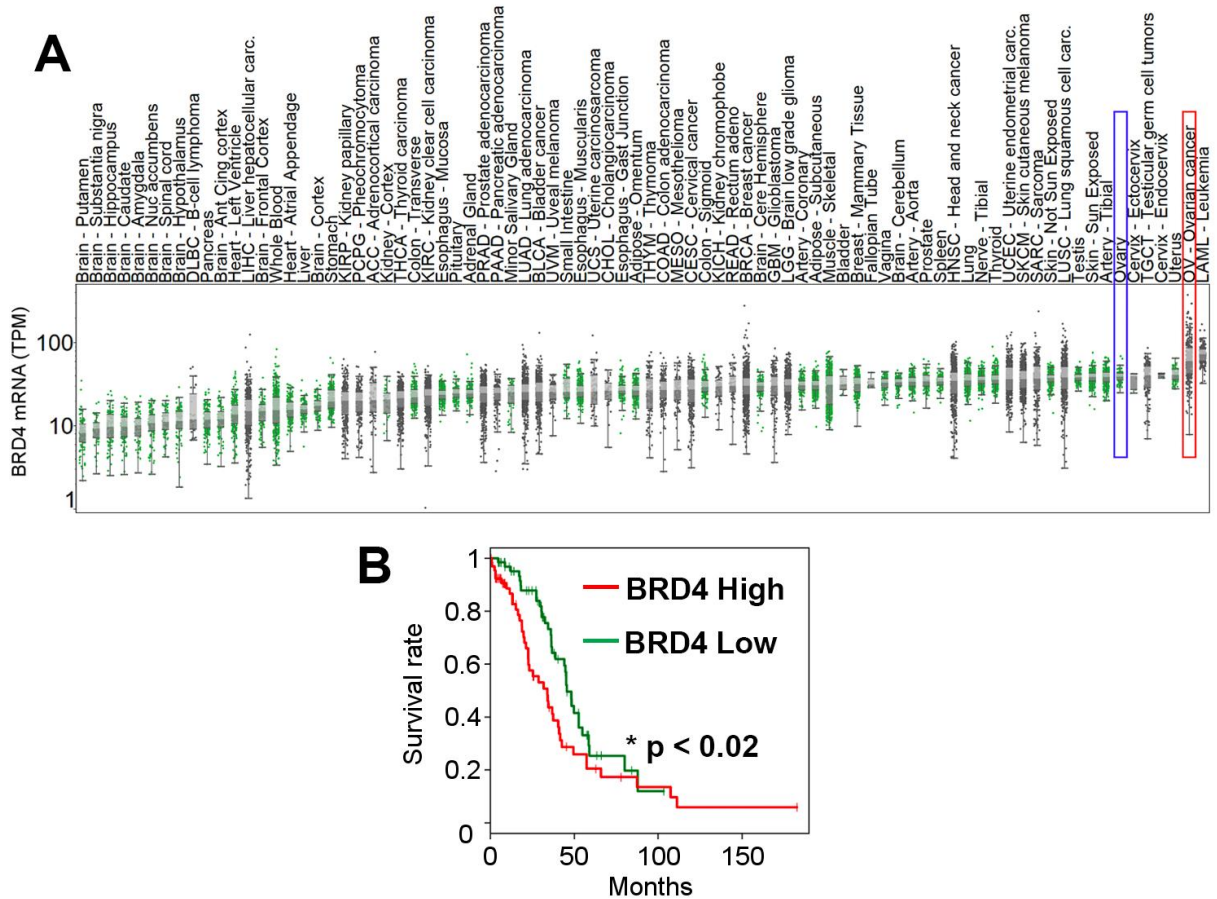 A
Brain - Putamen
Brain - Substantia nigra
Brain - Hippocampus
Brain - Caudate
Brain - Amygdala
Brain - Nuc accumbens
Brain - Spinal cord
Brain - Hypothalamus
DLBC - B-cell lymphoma
Pancreas
Brain - Ant Cing cortex
Heart - Left Ventricle
LIHC - Liver hepatocellular carc.
Brain - Frontal Cortex
Whole Blood
Heart - Atrial Appendage
Liver
Brain - Cortex
Stomach
KIRP - Kidney papillary
PCPG - Pheochromocytoma
ACC - Adrenocortical carcinoma
Kidney - Cortex
THCA - Thyroid carcinoma
Colon - Transverse
KIRC - Kidney clear cell carcinoma
Esophagus - Mucosa
Pituitary
Adrenal Gland
PRAD - Prostate adenocarcinoma
PAAD - Pancreatic adenocarcinoma
Minor Salivary Gland
LUAD - Lung adenocarcinoma
BLCA - Bladder cancer
UVM - Uveal melanoma
Small Intestine
Esophagus - Muscularis
UCS - Uterine carcinosarcoma
CHOL - Cholangiocarcinoma
Esophagus - Gast Junction
Adipose - Omentum
THYM - Thymoma
COAD - Colon adenocarcinoma
MESO - Mesothelioma
CESC - Cervical cancer
Colon - Sigmoid
KICH - Kidney chromophobe
READ - Rectum adeno
BRCA - Breast cancer
Brain - Cere Hemisphere
GBM - Glioblastoma
LGG - Brain low grade glioma
Artery - Coronary
Adipose - Subcutaneous
Muscle - Skeletal
Bladder
Breast - Mammary Tissue
Fallopian Tube
Vagina
Brain - Cerebellum
Artery - Aorta
Prostate
Spleen
HNSC - Head and neck cancer
Lung
Nerve - Tibial
Thyroid
UCEC - Uterine endometrial carc.
SKCM - Skin cutaneous melanoma
SARC - Sarcoma
Skin - Not Sun Exposed
LUSC - Lung squamous cell carc.
Testis
Skin - Sun Exposed
Artery - Tibial
Ovary
Cervix - Ectocervix
TGCT - Testicular germ cell tumors
Cervix - Endocervix
Uterus
OV - Ovarian cancer
LAML - Leukemia
BRD4 mRNA (TPM)
100
10
1
B
Survival rate
1
0.8
0.6
0.4
0.2
0
BRD4 High
BRD4 Low
* p < 0.02
0 50 100 150
Months